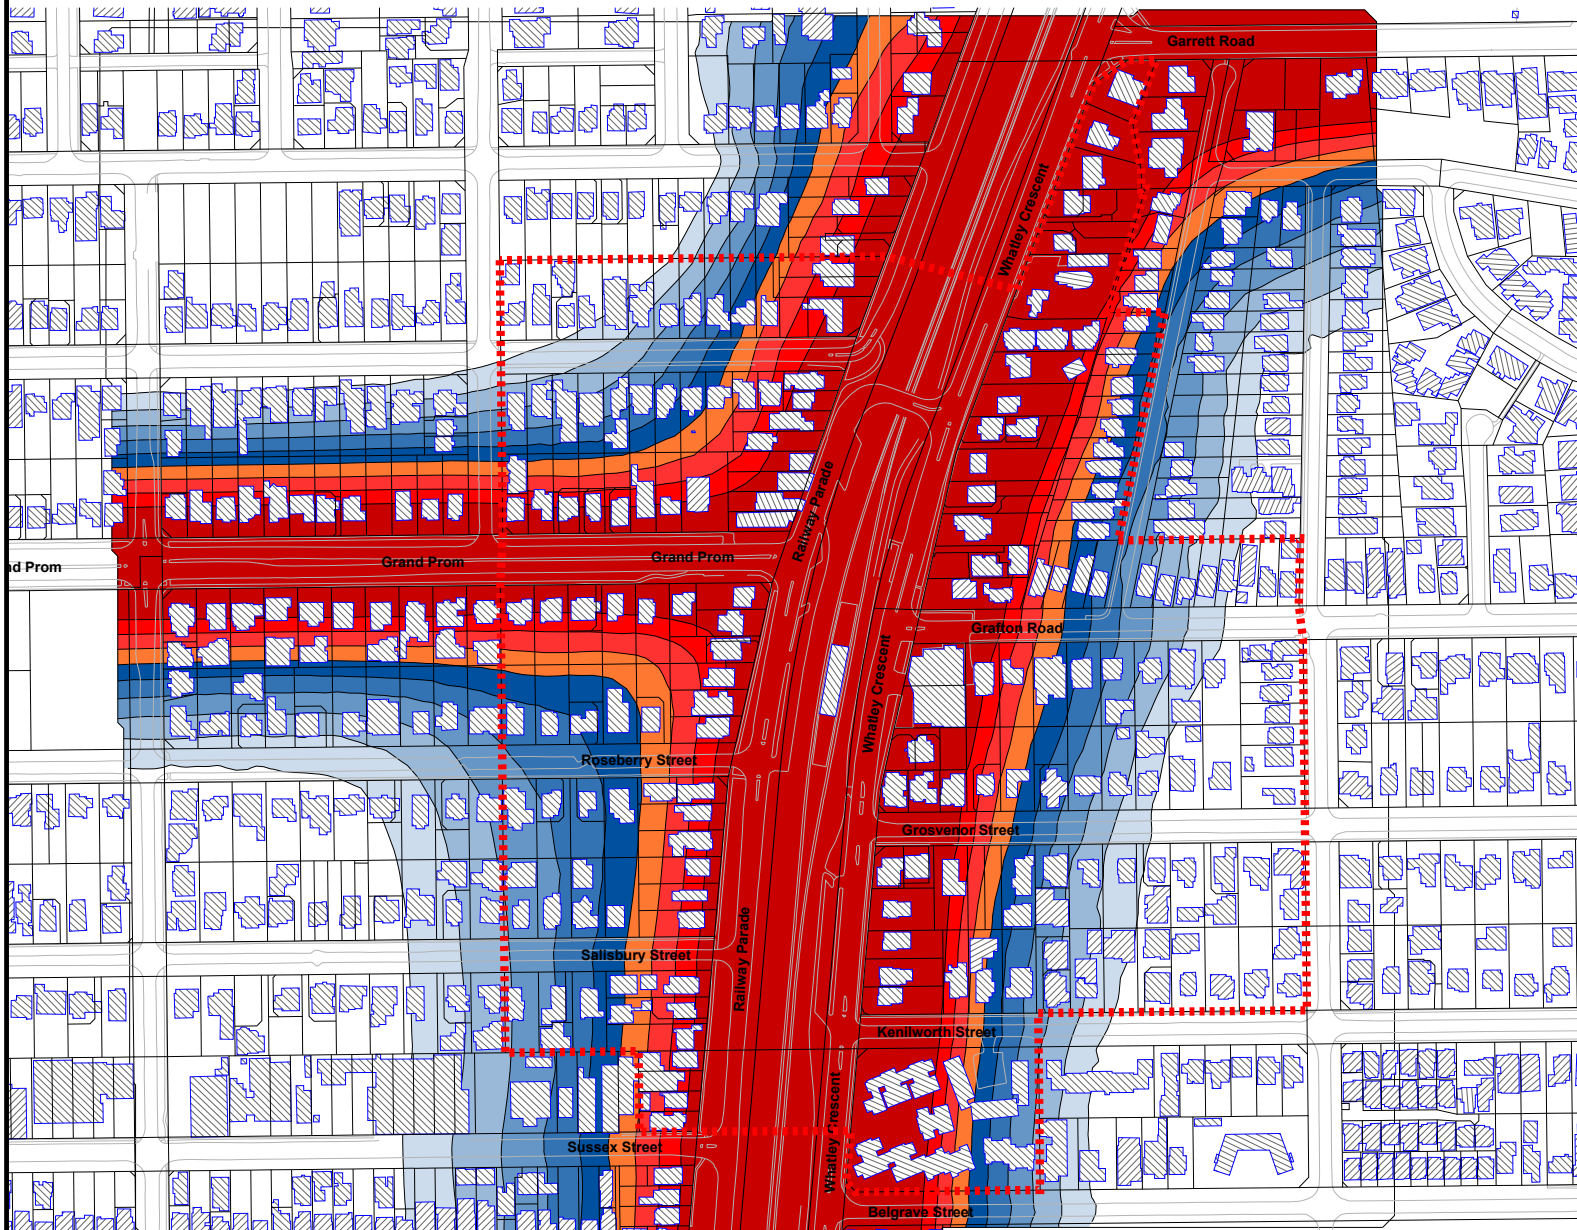 Garrett Road
Whatley Crescent
Railway Parade
Grand Prom
Grand Prom
nd Prom
Grafton Road
Whatley Crescent
Roseberry Street
Grosvenor Street
Railway Parade
Salisbury Street
Kenilworth Street
Whatley Crescent
Sussex Street
Belgrave Street